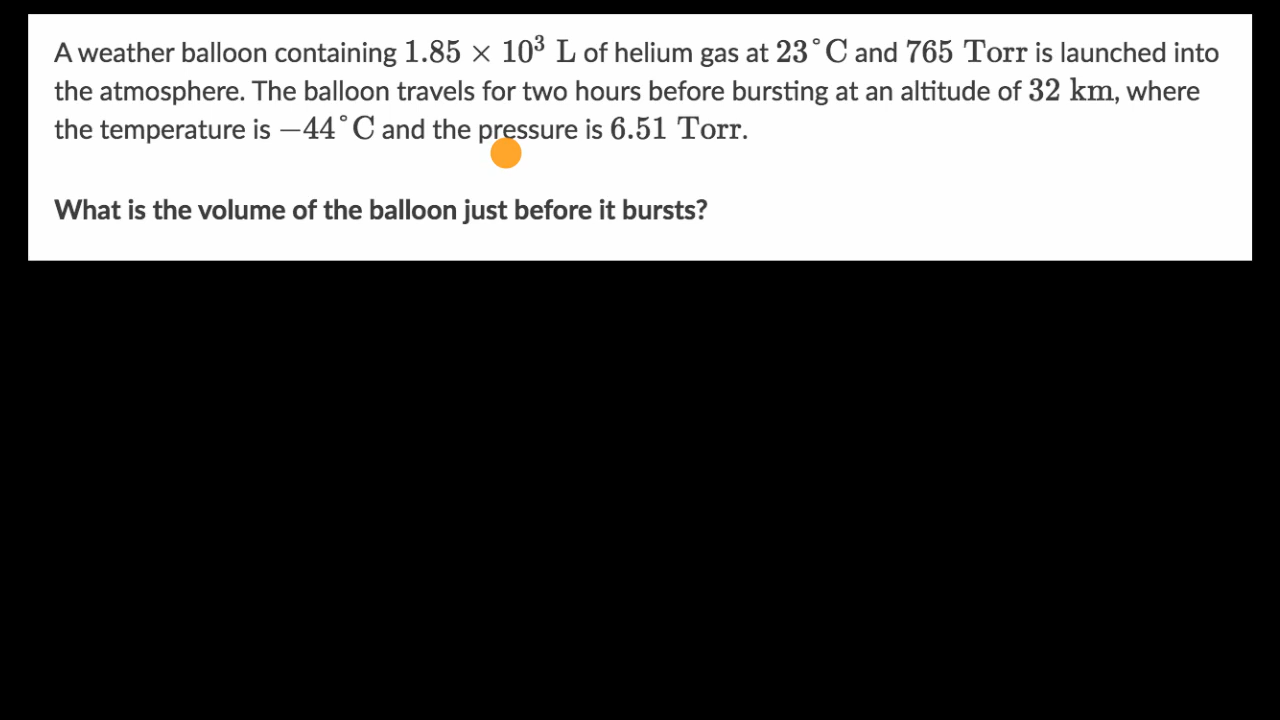 A weather balloon containing 1.85 × 10³ L of helium gas at 23°C and 765 Torr is launched into
the atmosphere. The balloon travels for two hours before bursting at an altitude of 32 km, where
the temperature is −44°C and the pressure is 6.51 Torr.
What is the volume of the balloon just before it bursts?